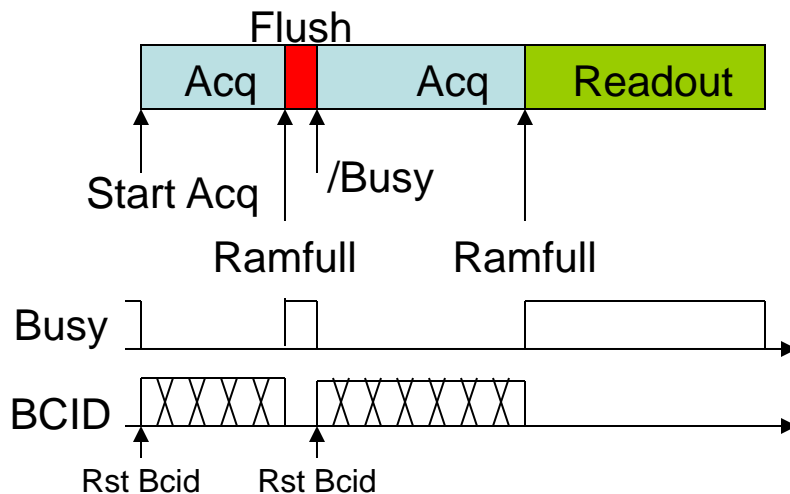 Flush
Acq Acq Readout
Start Acq /Busy
Ramfull Ramfull
Busy
BCID
Rst Bcid Rst Bcid